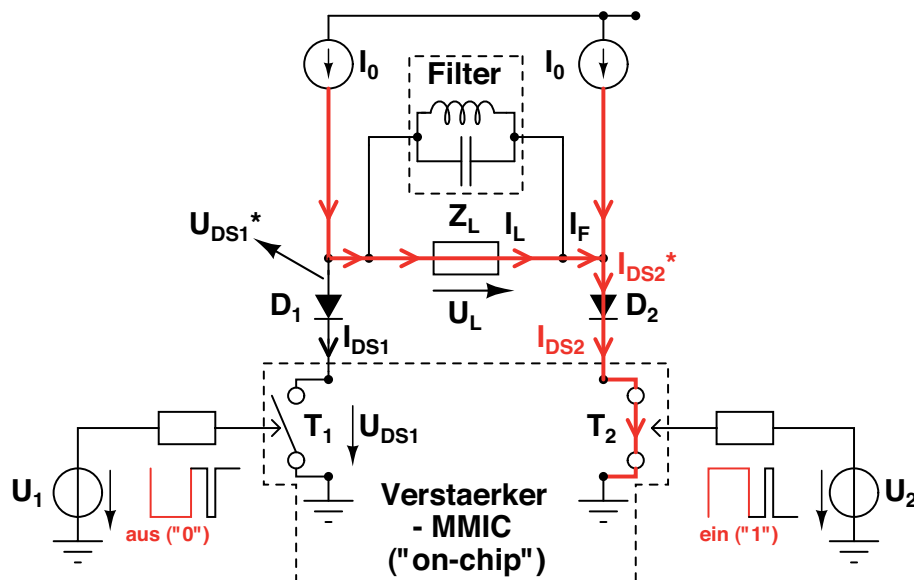 I0
I0
Filter
ZL
IL
IF
UDS1*
IDS2*
D1
UL
D2
IDS1
IDS2
T1
UDS1
T2
U1
aus ("0")
Verstaerker
- MMIC
("on-chip")
ein ("1")
U2